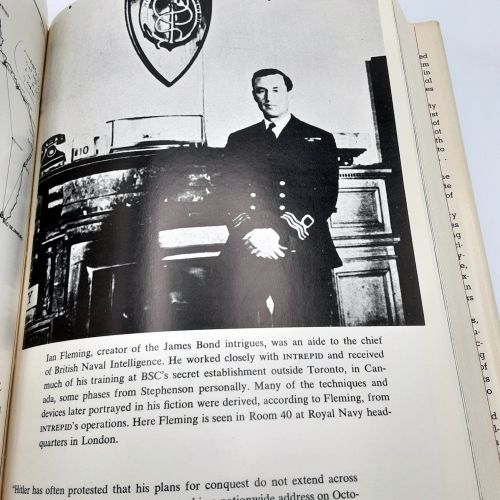 Ian Fleming, creator of the James Bond intrigues, was an aide to the chief
of British Naval Intelligence. He worked closely with INTREPID and received
much of his training at BSC's secret establishment outside Toronto, in Can-
ada, some phases from Stephenson personally. Many of the techniques and
devices later portrayed in his fiction were derived, according to Fleming, from
INTREPID's operations. Here Fleming is seen in Room 40 at Royal Navy head-
quarters in London.
"Hitler has often protested that his plans for conquest do not extend across
nationwide address on Octo-